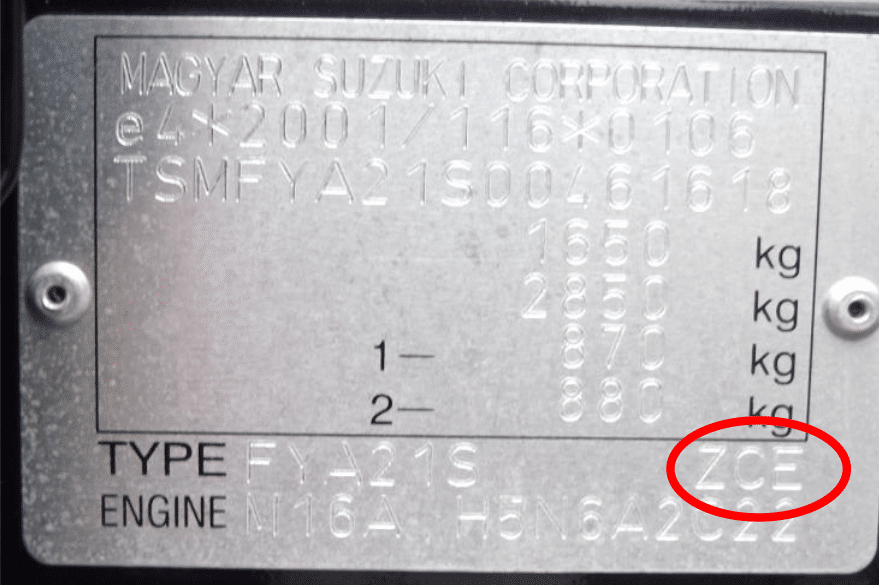 MAGYAR SUZUKI CORPORATION
e4*2001/116*0106
TSMFYA21S00461618
1650 kg
2850 kg
1— 870 kg
2— 880 kg
TYPE FYA21S ZCE
ENGINE M16A H5N6A2C22